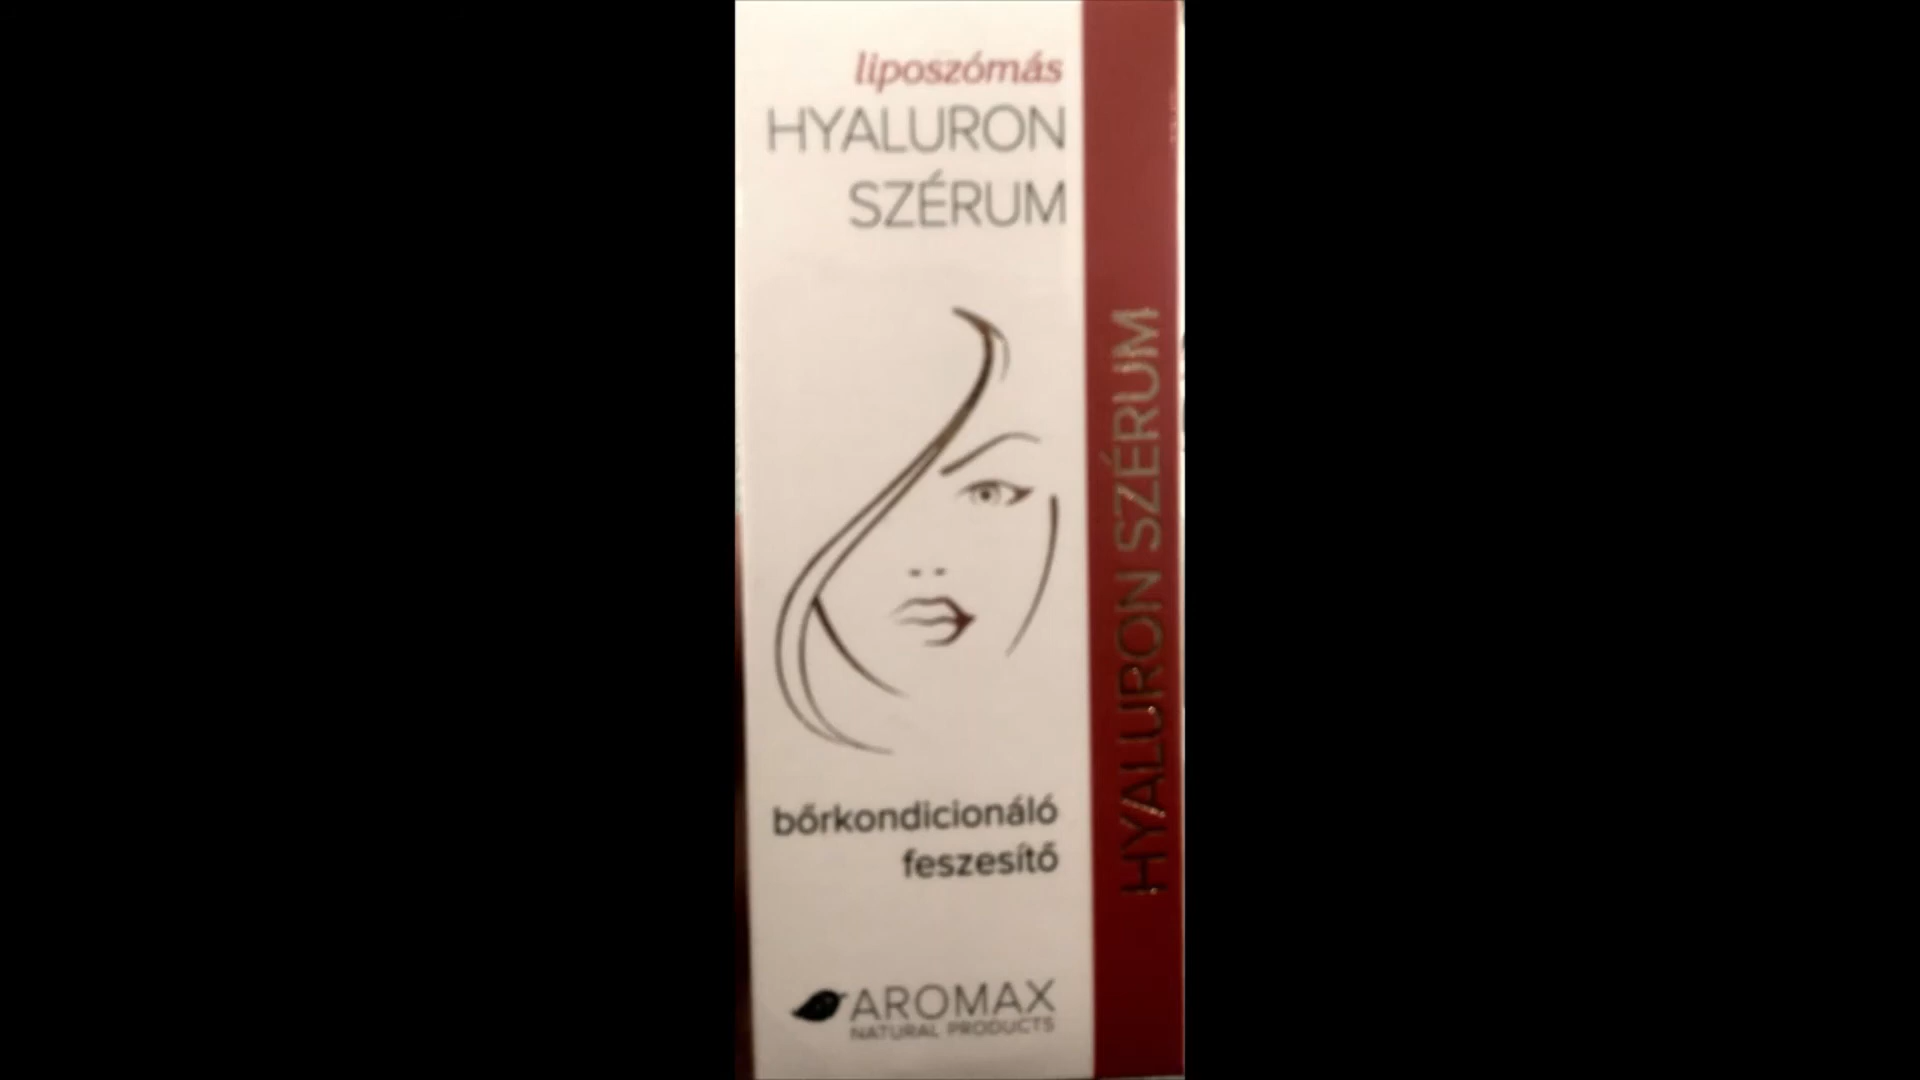 liposzómás
HYALURON
SZÉRUM
bőrkondicionáló
feszesítő
AROMAX
NATURAL PRODUCTS
HYALURON SZÉRUM